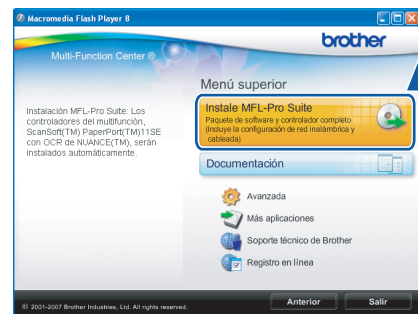 Macromedia Flash Player 8
brother
Multi-Function Center ®
Menú superior
Instalación MFL-Pro Suite: Los
controladores del multifunción,
ScanSoft(TM) PaperPort(TM)11SE
con OCR de NUANCE(TM), serán
instalados automáticamente.
Instale MFL-Pro Suite
Paquete de software y controlador completo
(Incluye la configuración de red inalámbrica y
cableada)
Documentación
Avanzada
Más aplicaciones
Soporte técnico de Brother
Registro en línea
© 2001-2007 Brother Industries, Ltd. All rights reserved.
Anterior
Salir